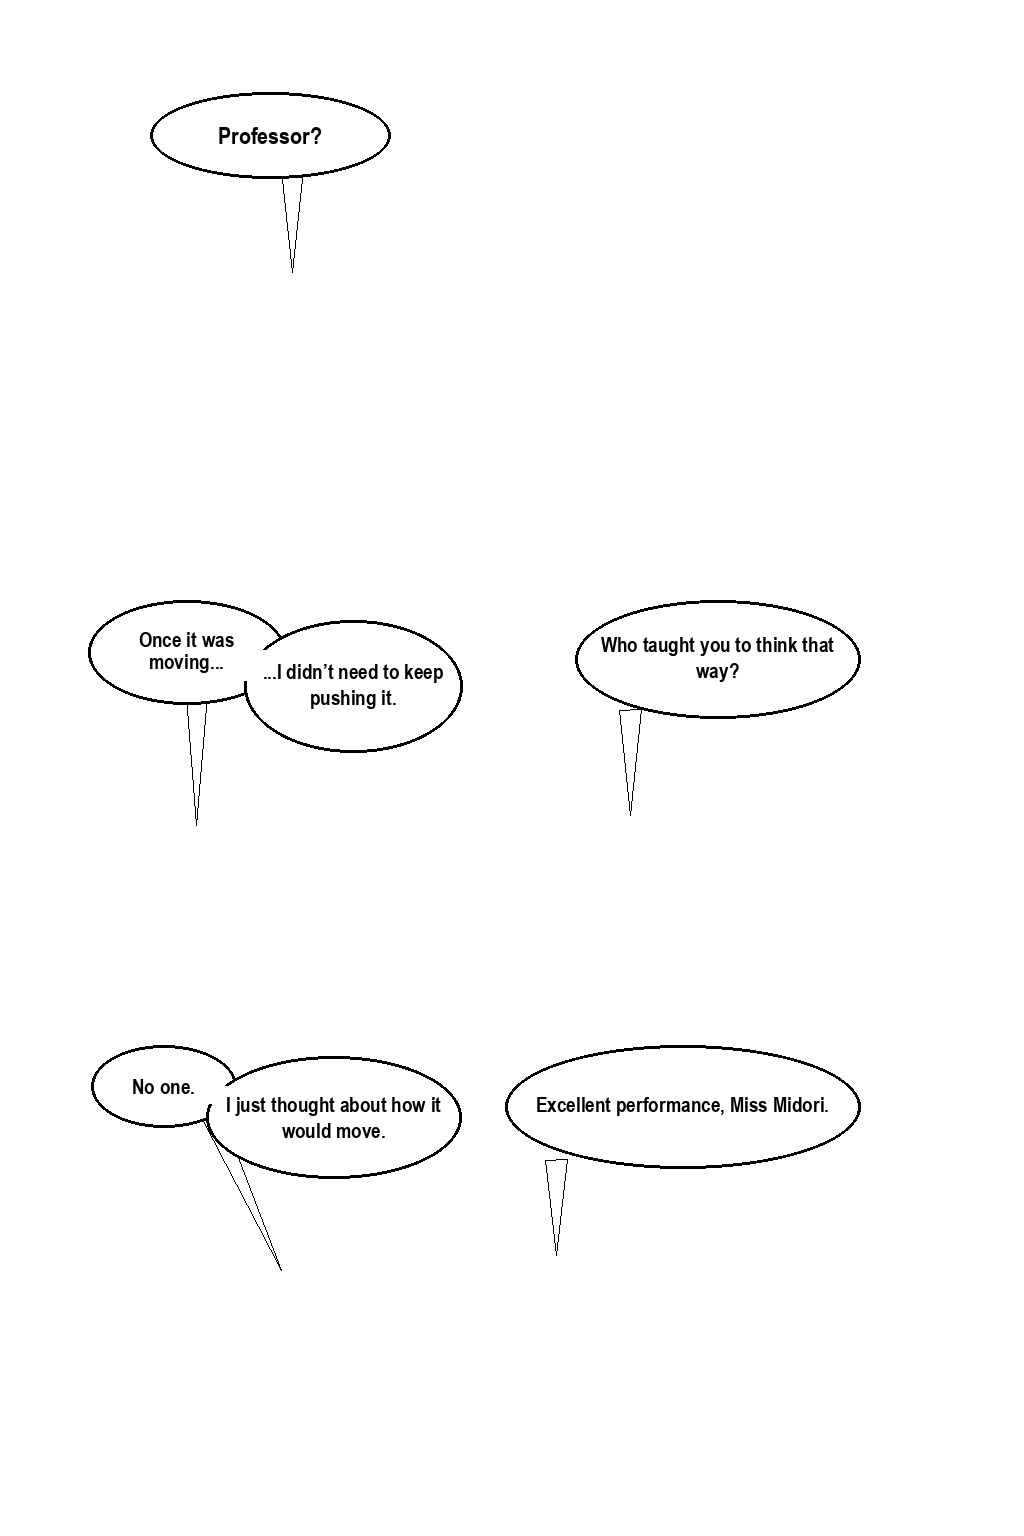 Professor?
Once it was
moving...
...I didn’t need to keep
pushing it.
Who taught you to think that
way?
No one.
I just thought about how it
would move.
Excellent performance, Miss Midori.